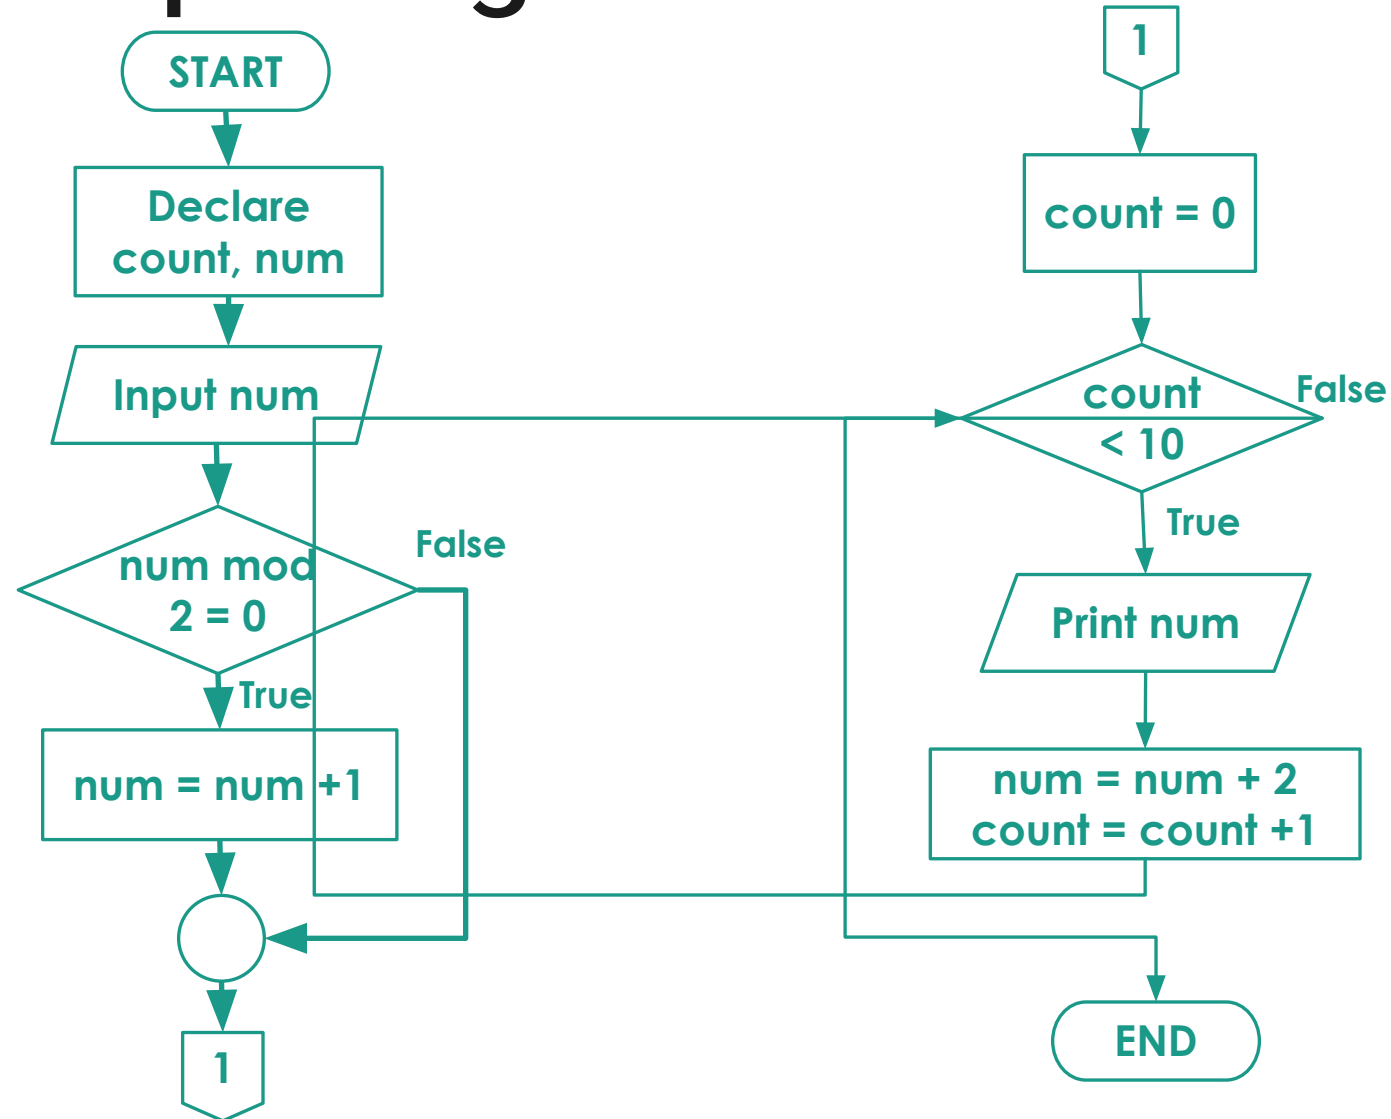 START
Declare
count, num
Input num
num mod
2 = 0
False
True
num = num +1
1
1
count = 0
count
< 10
False
True
Print num
num = num + 2
count = count +1
END